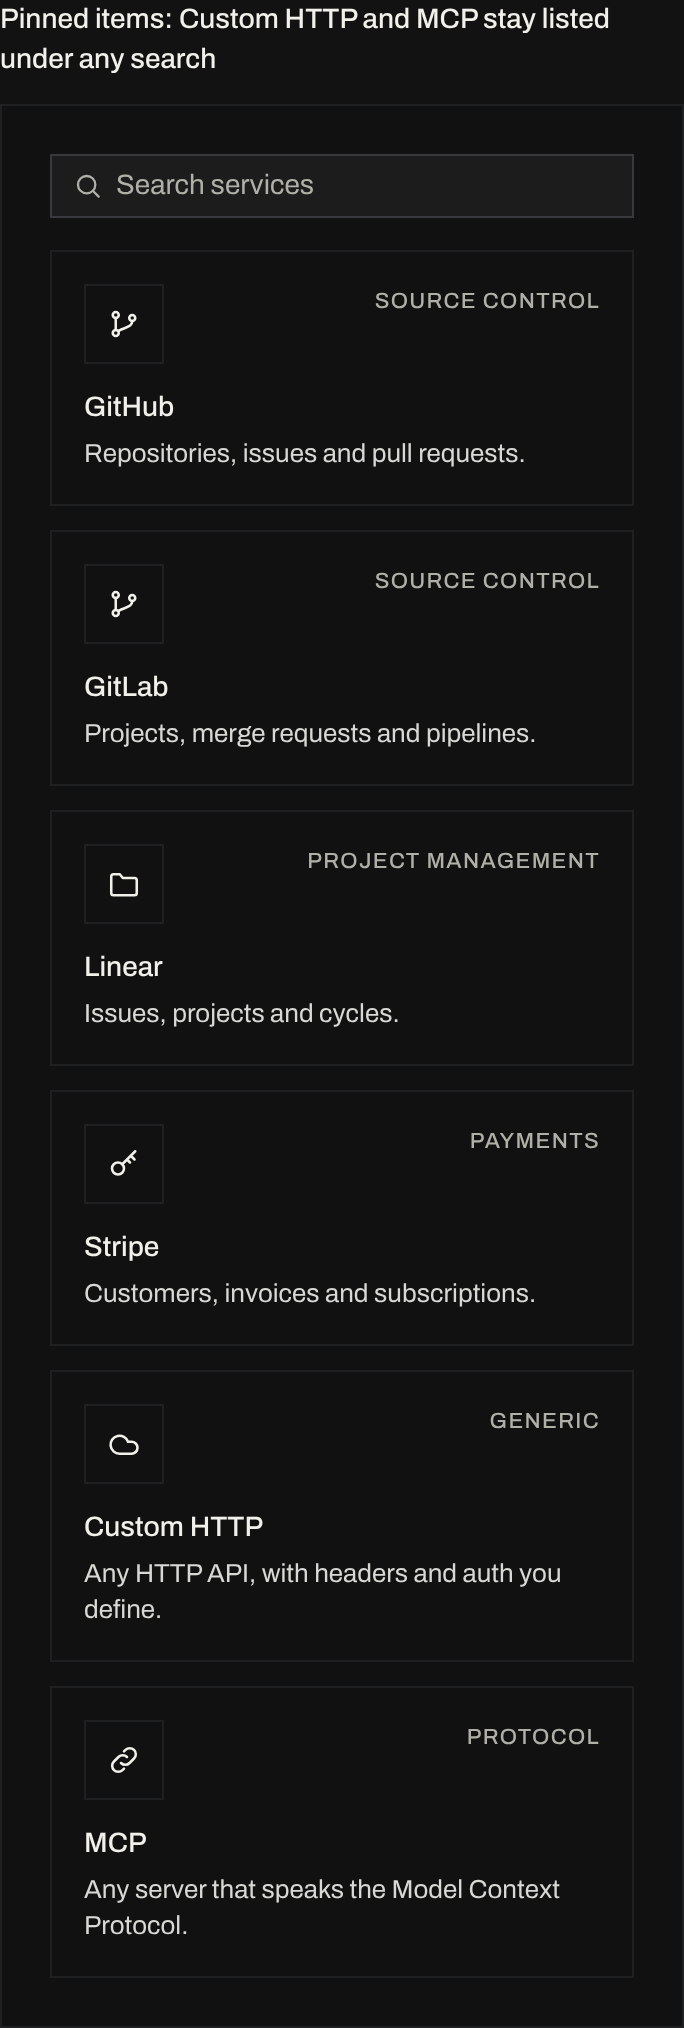 Pinned items: Custom HTTP and MCP stay listed
under any search
Search services
SOURCE CONTROL
GitHub
Repositories, issues and pull requests.
SOURCE CONTROL
GitLab
Projects, merge requests and pipelines.
PROJECT MANAGEMENT
Linear
Issues, projects and cycles.
PAYMENTS
Stripe
Customers, invoices and subscriptions.
GENERIC
Custom HTTP
Any HTTP API, with headers and auth you
define.
PROTOCOL
MCP
Any server that speaks the Model Context
Protocol.